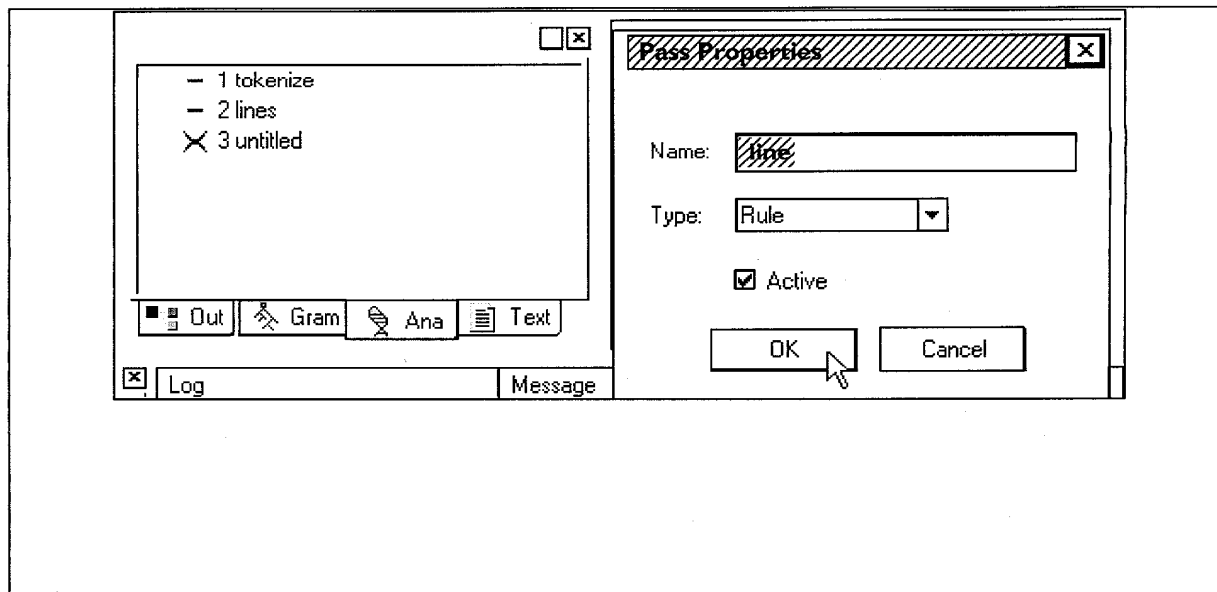 1 tokenize
2 lines
3 untitled
Out Gram Ana Text
Log Message
Pass Properties
Name: line
Type: Rule
Active
OK Cancel